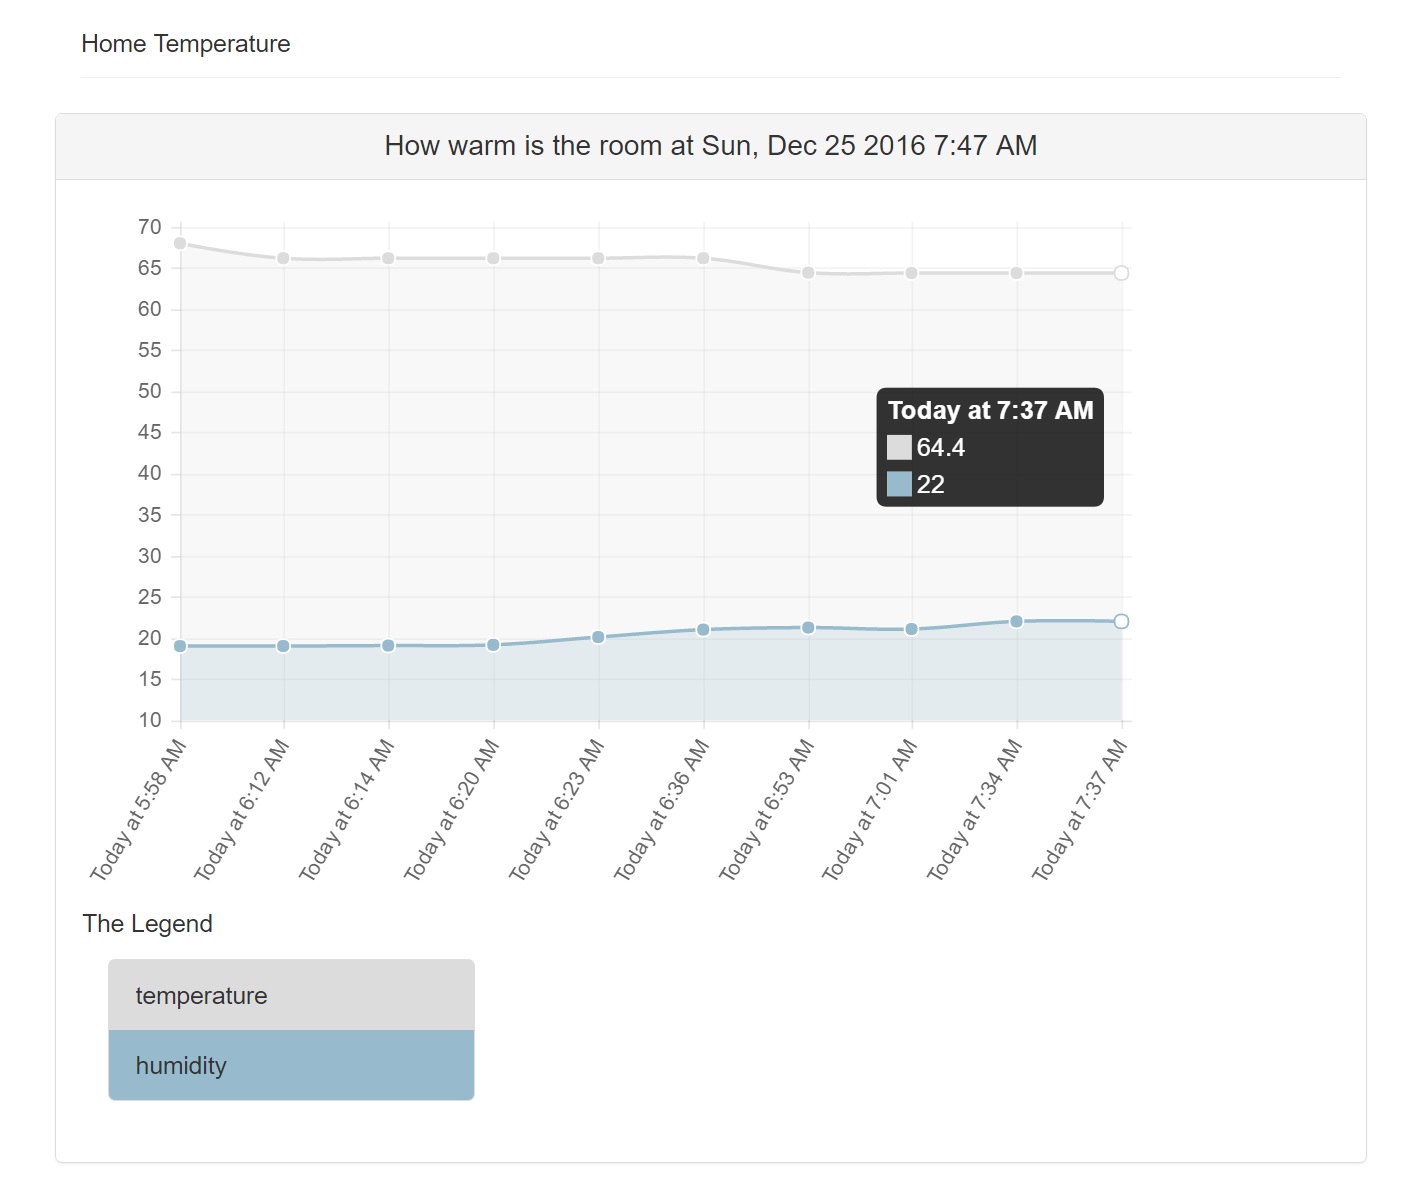 Home Temperature
How warm is the room at Sun, Dec 25 2016 7:47 AM
70
65
60
55
50
45
40
35
30
25
20
15
10
Today at 7:37 AM
64.4
22
Today at 5:58 AM
Today at 6:12 AM
Today at 6:14 AM
Today at 6:20 AM
Today at 6:23 AM
Today at 6:36 AM
Today at 6:53 AM
Today at 7:01 AM
Today at 7:34 AM
Today at 7:37 AM
The Legend
temperature
humidity